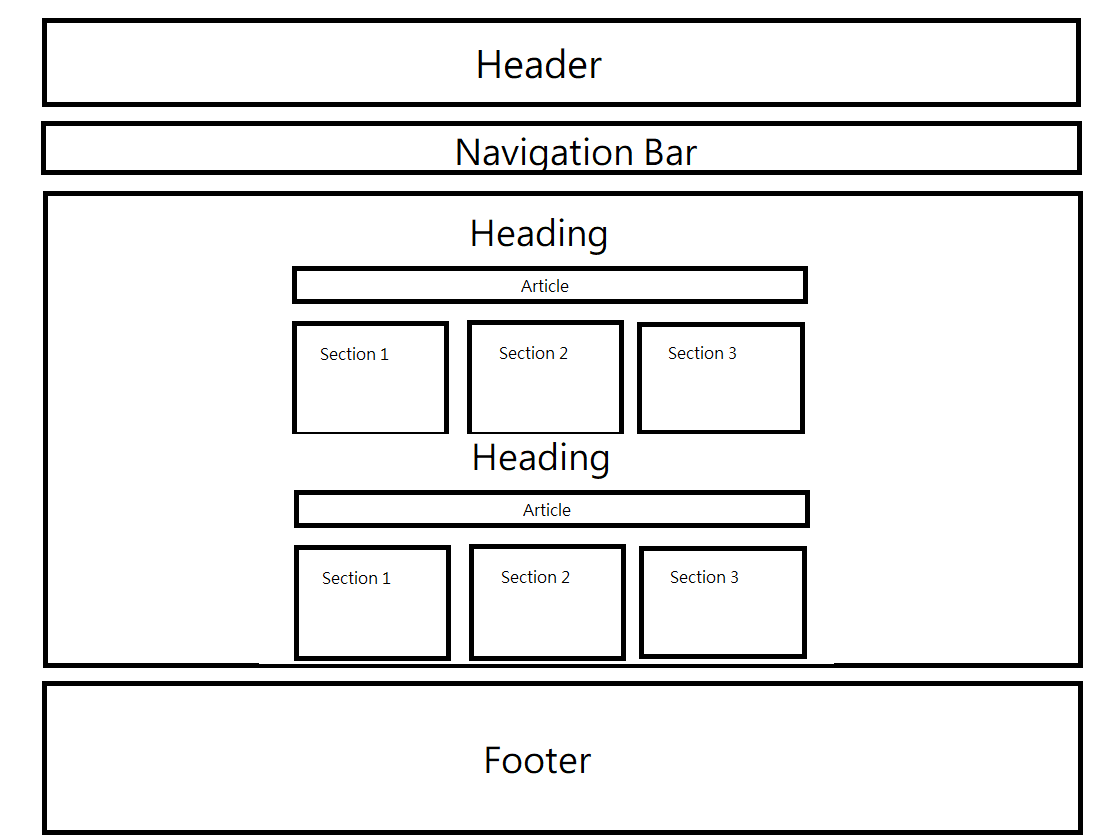 Header
Navigation Bar
Heading
Article
Section 1
Section 2
Section 3
Heading
Article
Section 1
Section 2
Section 3
Footer